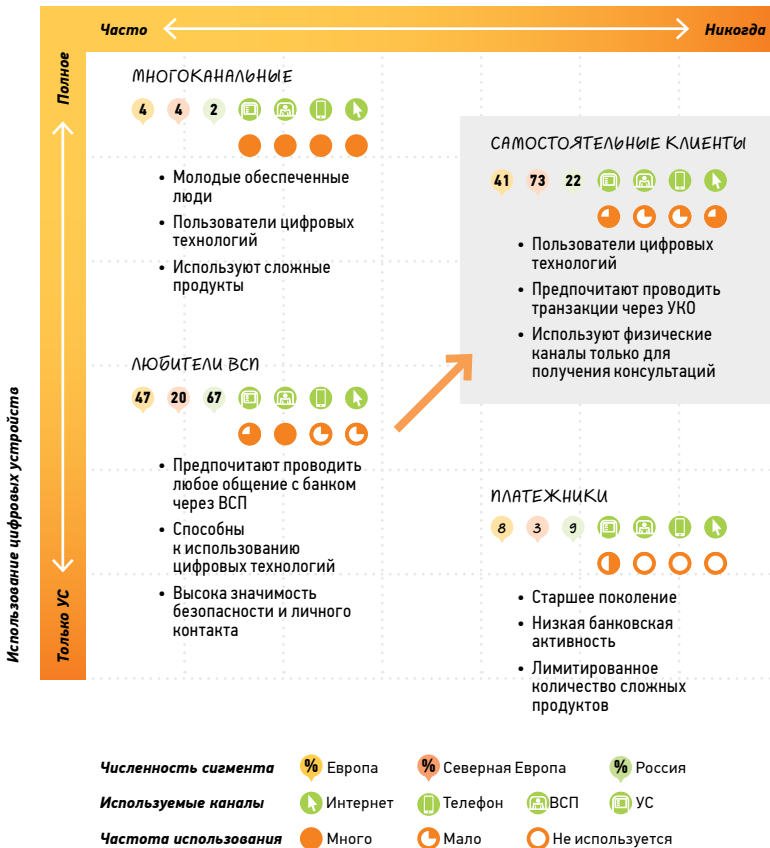 Часто
Никогда
Полное
Использование цифровых устройств
Только УС
МНОГОКАНАЛЬНЫЕ
4 4 2
• Молодые обеспеченные
люди
• Пользователи цифровых
технологий
• Используют сложные
продукты
САМОСТОЯТЕЛЬНЫЕ КЛИЕНТЫ
41 73 22
• Пользователи цифровых
технологий
• Предпочитают проводить
транзакции через УКО
• Используют физические
каналы только для
получения консультаций
ЛЮБИТЕЛИ ВСП
47 20 67
• Предпочитают проводить
любое общение с банком
через ВСП
• Способны
к использованию
цифровых технологий
• Высока значимость
безопасности и личного
контакта
ПЛАТЕЖНИКИ
8 3 9
• Старшее поколение
• Низкая банковская
активность
• Лимитированное
количество сложных
продуктов
Численность сигмента % Европа % Северная Европа % Россия
Используемые каналы Интернет Телефон ВСП УС
Частота использования Много Мало Не используется